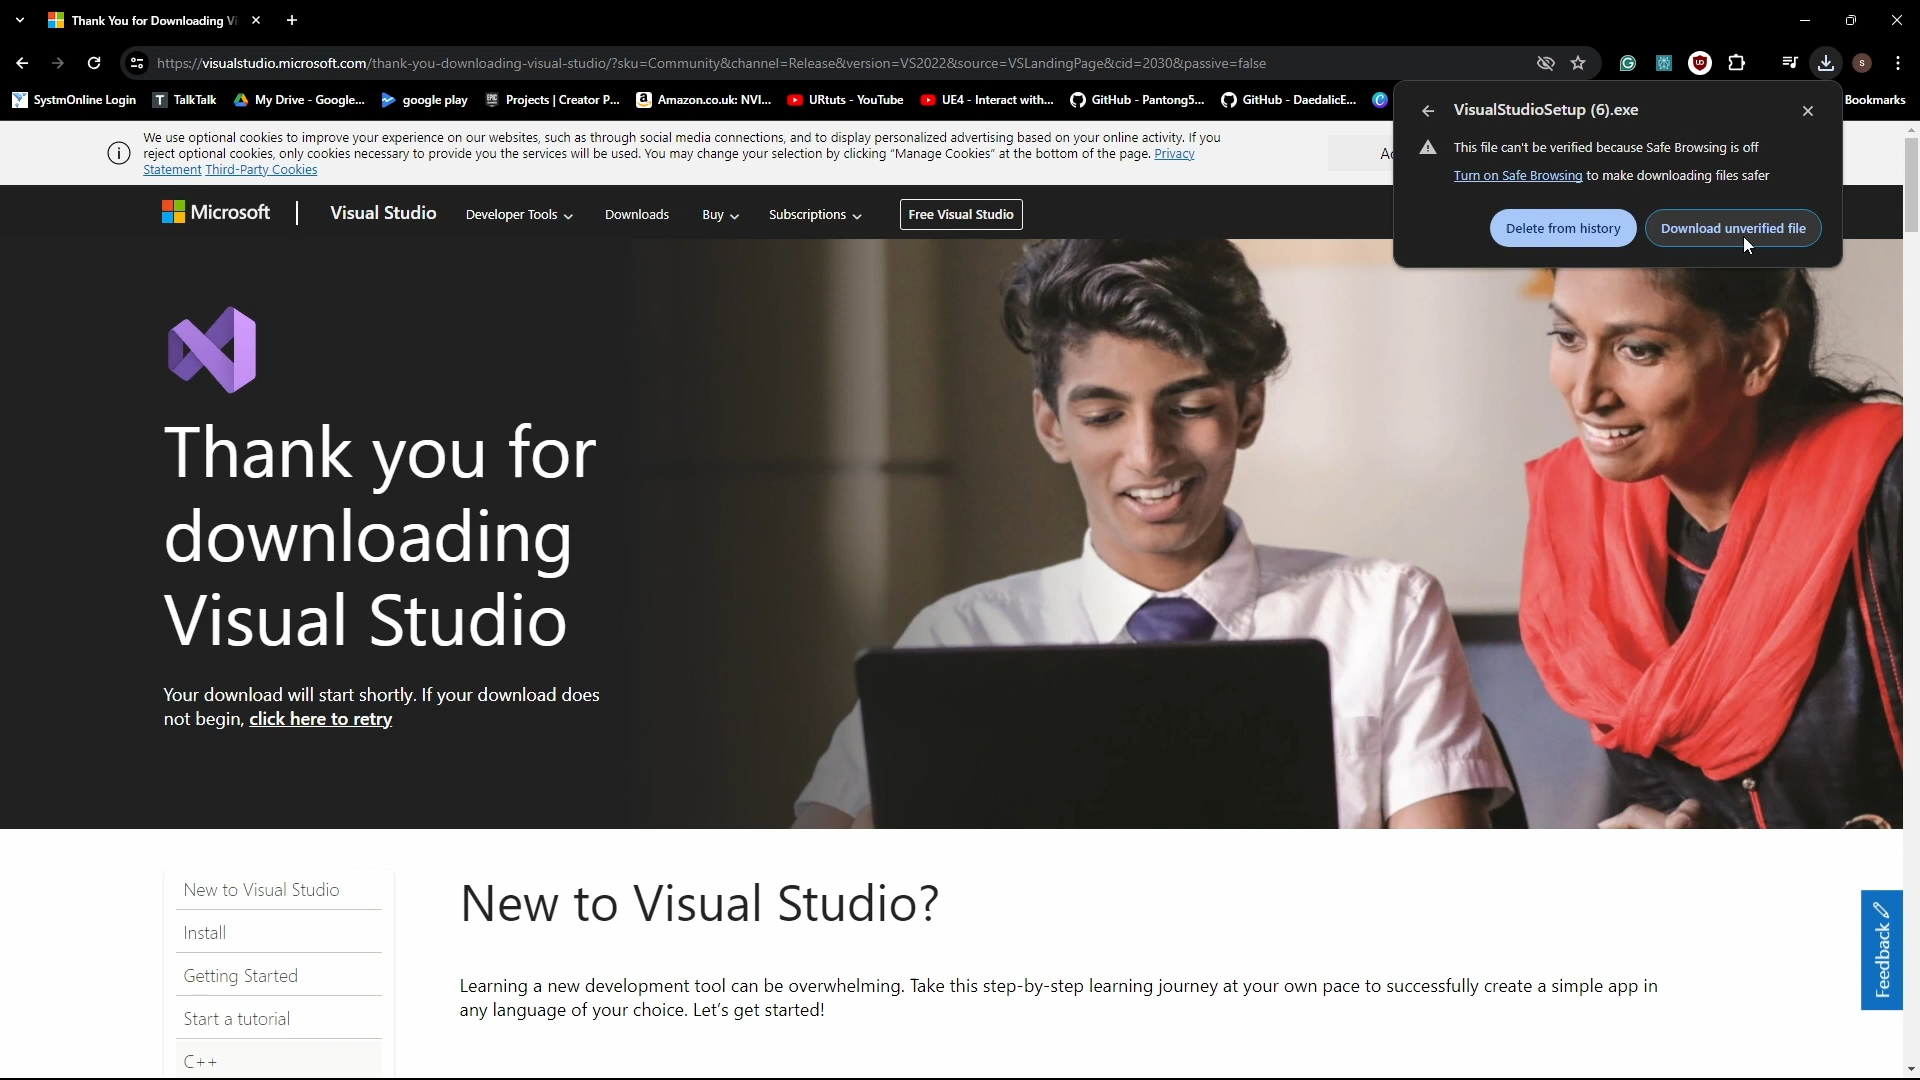 Thank You for Downloading Vi
https://visualstudio.microsoft.com/thank-you-downloading-visual-studio/?sku=Community&channel=Release&version=VS2022&source=VSLandingPage&cid=2030&passive=false
SystmOnline Login TalkTalk My Drive - Google... google play Projects | Creator P... Amazon.co.uk: NVI... URtuts - YouTube UE4 - Interact with... GitHub - Pantong5... GitHub - DaedalicE... Bookmarks
VisualStudioSetup (6).exe
This file can't be verified because Safe Browsing is off
Turn on Safe Browsing to make downloading files safer
Delete from history Download unverified file
We use optional cookies to improve your experience on our websites, such as through social media connections, and to display personalized advertising based on your online activity. If you
reject optional cookies, only cookies necessary to provide you the services will be used. You may change your selection by clicking "Manage Cookies" at the bottom of the page. Privacy
Statement Third-Party Cookies
Microsoft Visual Studio Developer Tools Downloads Buy Subscriptions Free Visual Studio
Thank you for
downloading
Visual Studio
Your download will start shortly. If your download does
not begin, click here to retry
New to Visual Studio
Install
Getting Started
Start a tutorial
C++
New to Visual Studio?
Learning a new development tool can be overwhelming. Take this step-by-step learning journey at your own pace to successfully create a simple app in
any language of your choice. Let's get started!
Feedback